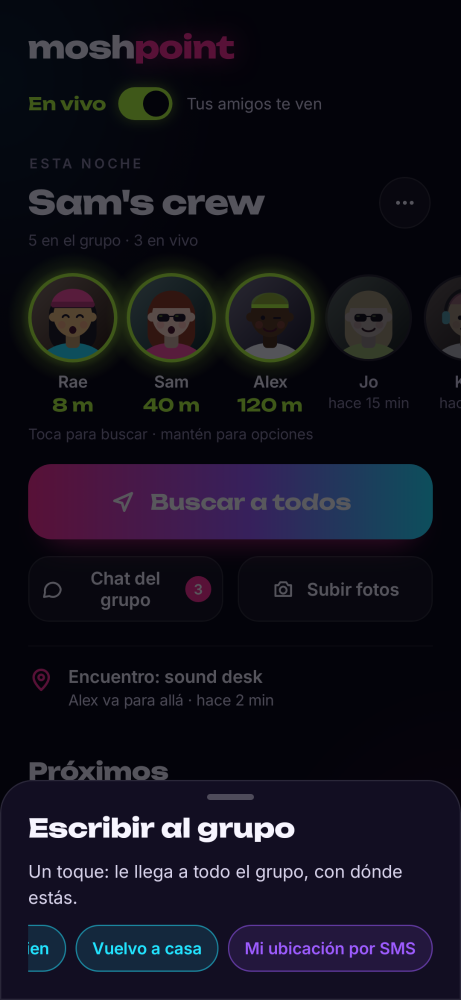 moshpoint
En vivo
Tus amigos te ven
ESTA NOCHE
Sam's crew
5 en el grupo · 3 en vivo
Rae
Sam
Alex
Jo
8 m
40 m
120 m
hace 15 min
Toca para buscar · mantén para opciones
Buscar a todos
Chat del
grupo
3
Subir fotos
Encuentro: sound desk
Alex va para allá · hace 2 min
Próximos
Escribir al grupo
Un toque: le llega a todo el grupo, con dónde
estás.
Vuelvo a casa
Mi ubicación por SMS